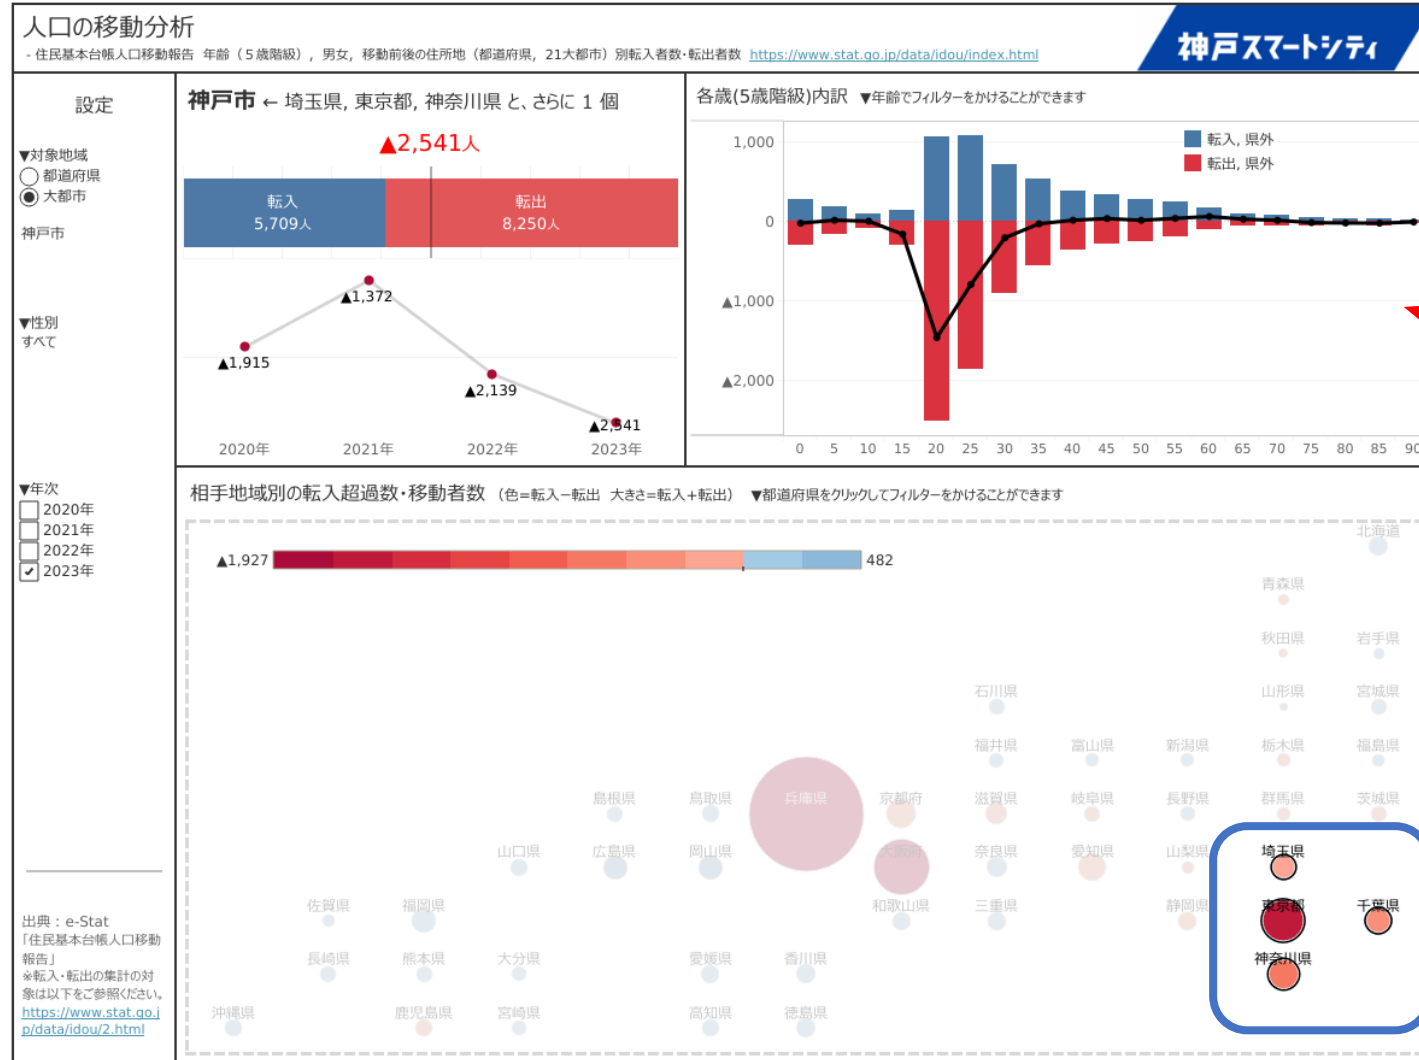 人口の移動分析
- 住民基本台帳人口移動報告 年齢（５歳階級），男女，移動前後の住所地（都道府県，21大都市）別転入者数・転出者数 https://www.stat.go.jp/data/idou/index.html
神戸スマートシティ
設定
▼対象地域
都道府県
大都市
神戸市
▼性別
すべて
▼年次
2020年
2021年
2022年
2023年
出典：e-Stat
「住民基本台帳人口移動
報告」
※転入・転出の集計の対
象は以下をご参照ください。
https://www.stat.go.j
p/data/idou/2.html
神戸市 ← 埼玉県, 東京都, 神奈川県 と、さらに 1 個
▲2,541人
転入
5,709人
転出
8,250人
▲1,915
▲1,372
▲2,139
▲2,541
2020年 2021年 2022年 2023年
各歳(5歳階級)内訳 ▼年齢でフィルターをかけることができます
転入, 県外
転出, 県外
1,000
0
▲1,000
▲2,000
0 5 10 15 20 25 30 35 40 45 50 55 60 65 70 75 80 85 90
相手地域別の転入超過数・移動者数 （色=転入−転出 大きさ=転入+転出） ▼都道府県をクリックしてフィルターをかけることができます
▲1,927 482
北海道
青森県
秋田県 岩手県
石川県 山形県 宮城県
福井県 富山県 新潟県 栃木県 福島県
島根県 鳥取県 兵庫県 京都府 滋賀県 岐阜県 長野県 群馬県 茨城県
山口県 広島県 岡山県 大阪府 奈良県 愛知県 山梨県 埼玉県
佐賀県 福岡県 和歌山県 三重県 静岡県 東京都 千葉県
長崎県 熊本県 大分県 愛媛県 香川県 神奈川県
沖縄県 鹿児島県 宮崎県 高知県 徳島県